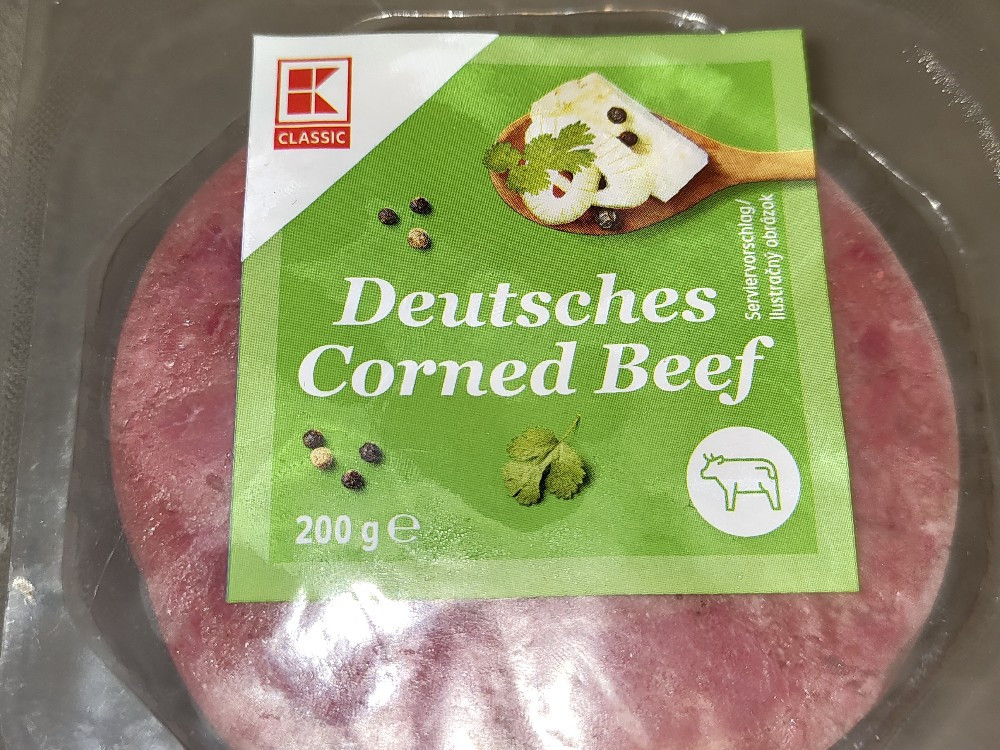 K
CLASSIC
Serviervorschlag/
Ilustračný obrázok
Deutsches
Corned Beef
200 g ℮